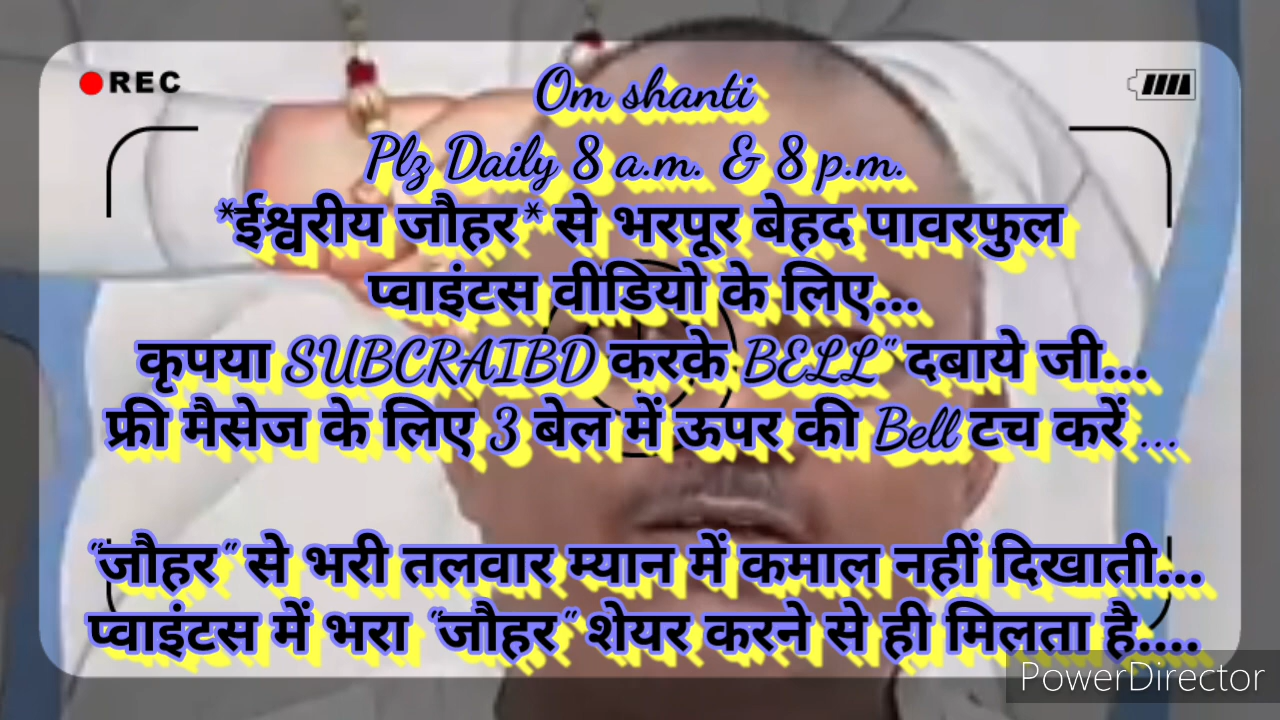 REC
Om shanti
Plz Daily 8 a.m. & 8 p.m.
*ईश्वरीय जौहर* से भरपूर बेहद पावरफुल
प्वाइंटस वीडियो के लिए...
कृपया SUBCRAIBD करके BELL" दबाये जी...
फ्री मैसेज के लिए 3 बेल में ऊपर की Bell टच करें ...
"जौहर" से भरी तलवार म्यान में कमाल नहीं दिखाती...
प्वाइंटस में भरा "जौहर" शेयर करने से ही मिलता है....
PowerDirector